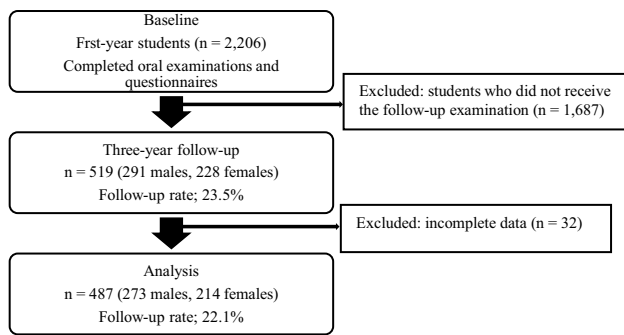 Baseline
Frst-year students (n = 2,206)
Completed oral examinations and
questionnaires
Excluded: students who did not receive
the follow-up examination (n = 1,687)
Three-year follow-up
n = 519 (291 males, 228 females)
Follow-up rate; 23.5%
Excluded: incomplete data (n = 32)
Analysis
n = 487 (273 males, 214 females)
Follow-up rate; 22.1%